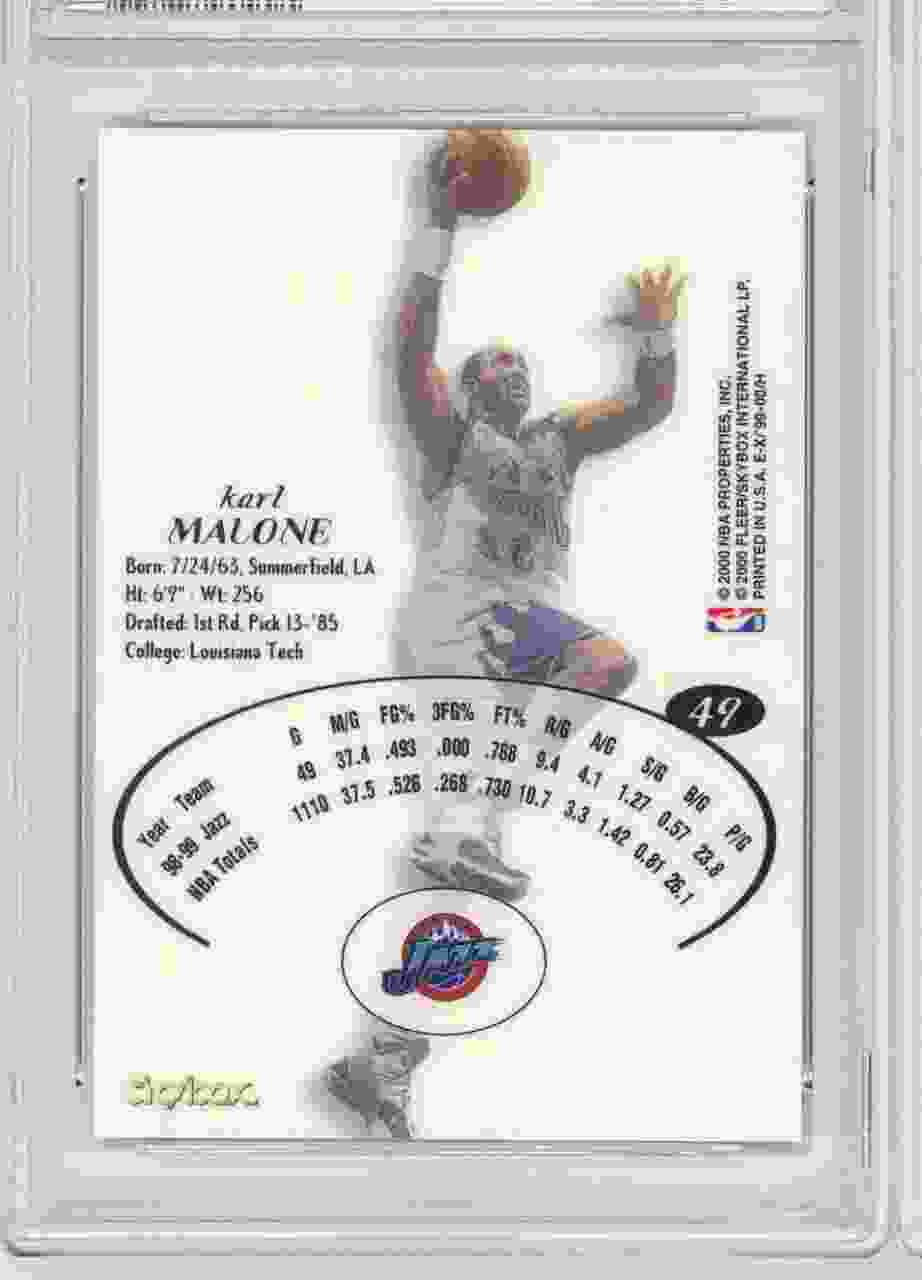 karl
MALONE
Born: 7/24/63, Summerfield, LA
Ht: 6'9" · Wt: 256
Drafted: 1st Rd, Pick 13-'85
College: Louisiana Tech
© 2000 NBA PROPERTIES, INC.
© 2000 FLEER/SKYBOX INTERNATIONAL LP.
PRINTED IN U.S.A. E-X/'99-00/H
49
Year Team G M/G FG% 3FG% FT% R/G A/G S/G B/G P/G
98-99 Jazz 49 37.4 .493 .000 .788 9.4 4.1 1.27 0.57 23.8
NBA Totals 1110 37.5 .526 .268 .730 10.7 3.3 1.42 0.81 26.1
Jazz
skybox